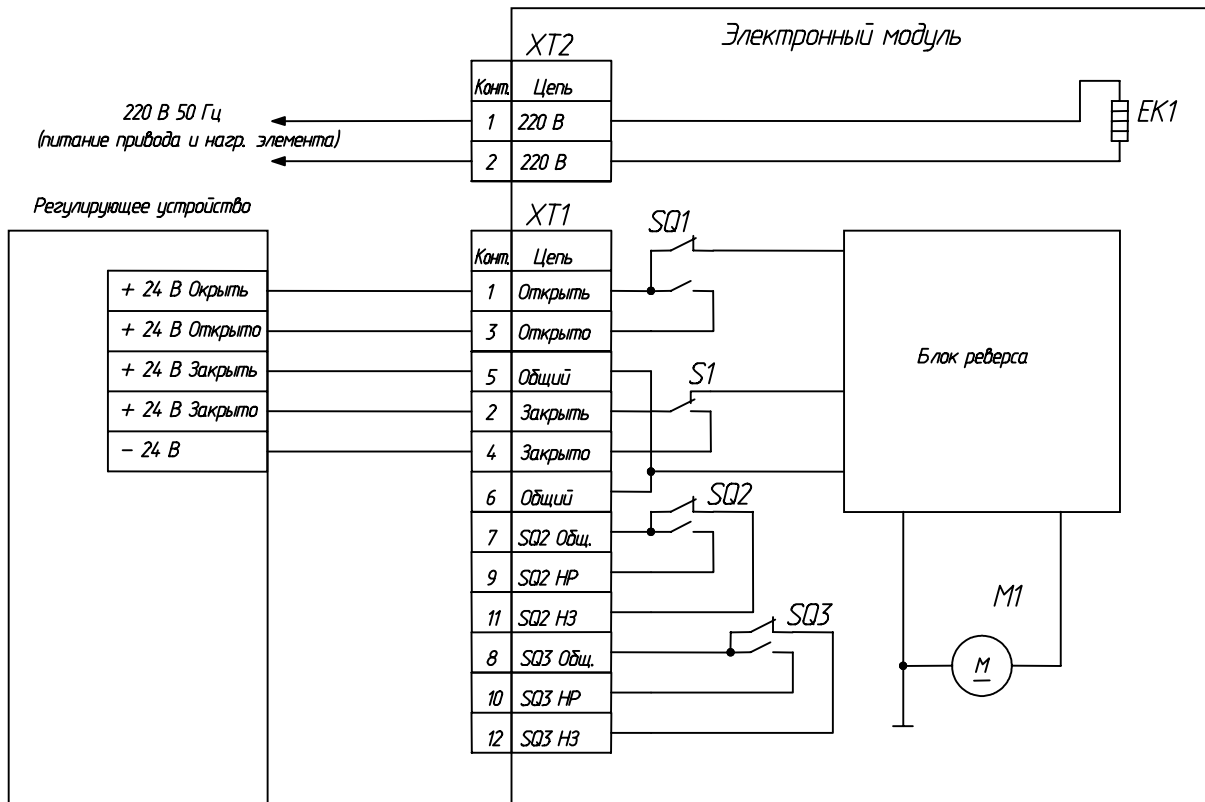 Электронный модуль
XT2
Конт. Цепь
1 220 В
2 220 В
220 В 50 Гц
(питание привода и нагр. элемента)
EK1
Регулирующее устройство
+ 24 В Окрыть
+ 24 В Открыто
+ 24 В Закрыть
+ 24 В Закрыто
– 24 В
XT1
Конт. Цепь
1 Открыть
3 Открыто
5 Общий
2 Закрыть
4 Закрыто
6 Общий
7 SQ2 Общ.
9 SQ2 НР
11 SQ2 НЗ
8 SQ3 Общ.
10 SQ3 НР
12 SQ3 НЗ
SQ1
S1
SQ2
SQ3
Блок реверса
M1
M